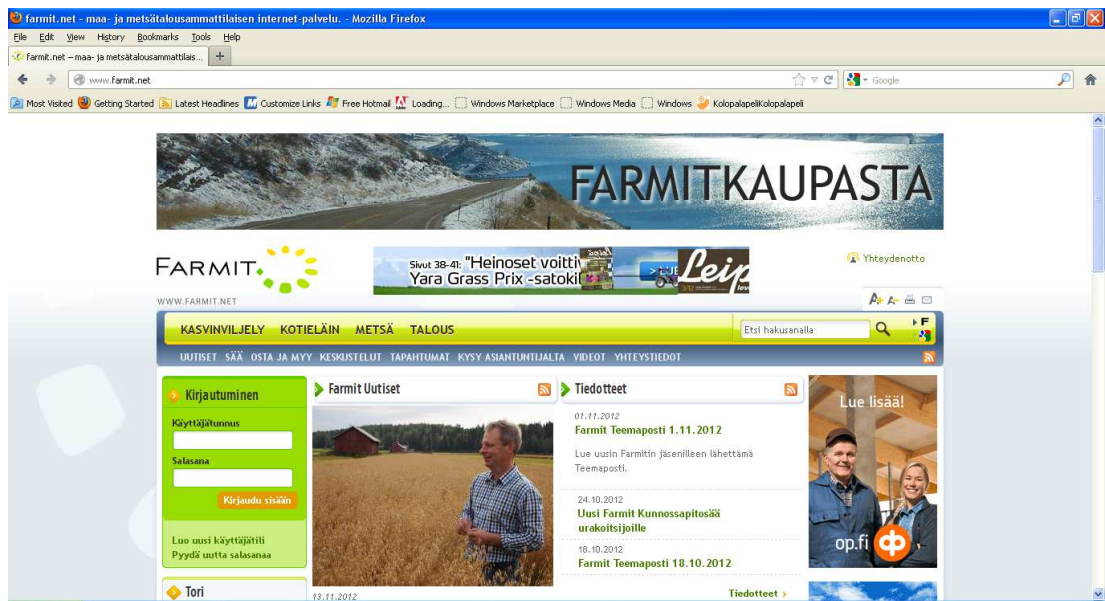 farmit.net - maa- ja metsätalousammattilaisen internet-palvelu. - Mozilla Firefox
File Edit View History Bookmarks Tools Help
farmit.net – maa- ja metsätalousammattilais...
www.farmit.net
Google
Most Visited Getting Started Latest Headlines Customize Links Free Hotmail Loading... Windows Marketplace Windows Media Windows KolopalapeliKolopalapeli
FARMITKAUPASTA
FARMIT.
WWW.FARMIT.NET
Sivut 38-41: "Heinoset voitti
Yara Grass Prix -satoki
Leip
3/12
Yhteydenotto
A+ A-
KASVINVILJELY KOTIELÄIN METSÄ TALOUS
Etsi hakusanalla
F
UUTISET SÄÄ OSTA JA MYY KESKUSTELUT TAPAHTUMAT KYSY ASIANTUNTIJALTA VIDEOT YHTEYSTIEDOT
Kirjautuminen
Käyttäjätunnus
Salasana
Kirjaudu sisään
Luo uusi käyttäjätili
Pyydä uutta salasanaa
Tori
Farmit Uutiset
13.11.2012
Tiedotteet
01.11.2012
Farmit Teemaposti 1.11.2012
Lue uusin Farmitin jäsenilleen lähettämä
Teemaposti.
24.10.2012
Uusi Farmit Kunnossapitosää
urakoitsijoille
18.10.2012
Farmit Teemaposti 18.10.2012
Tiedotteet ›
Lue lisää!
op.fi